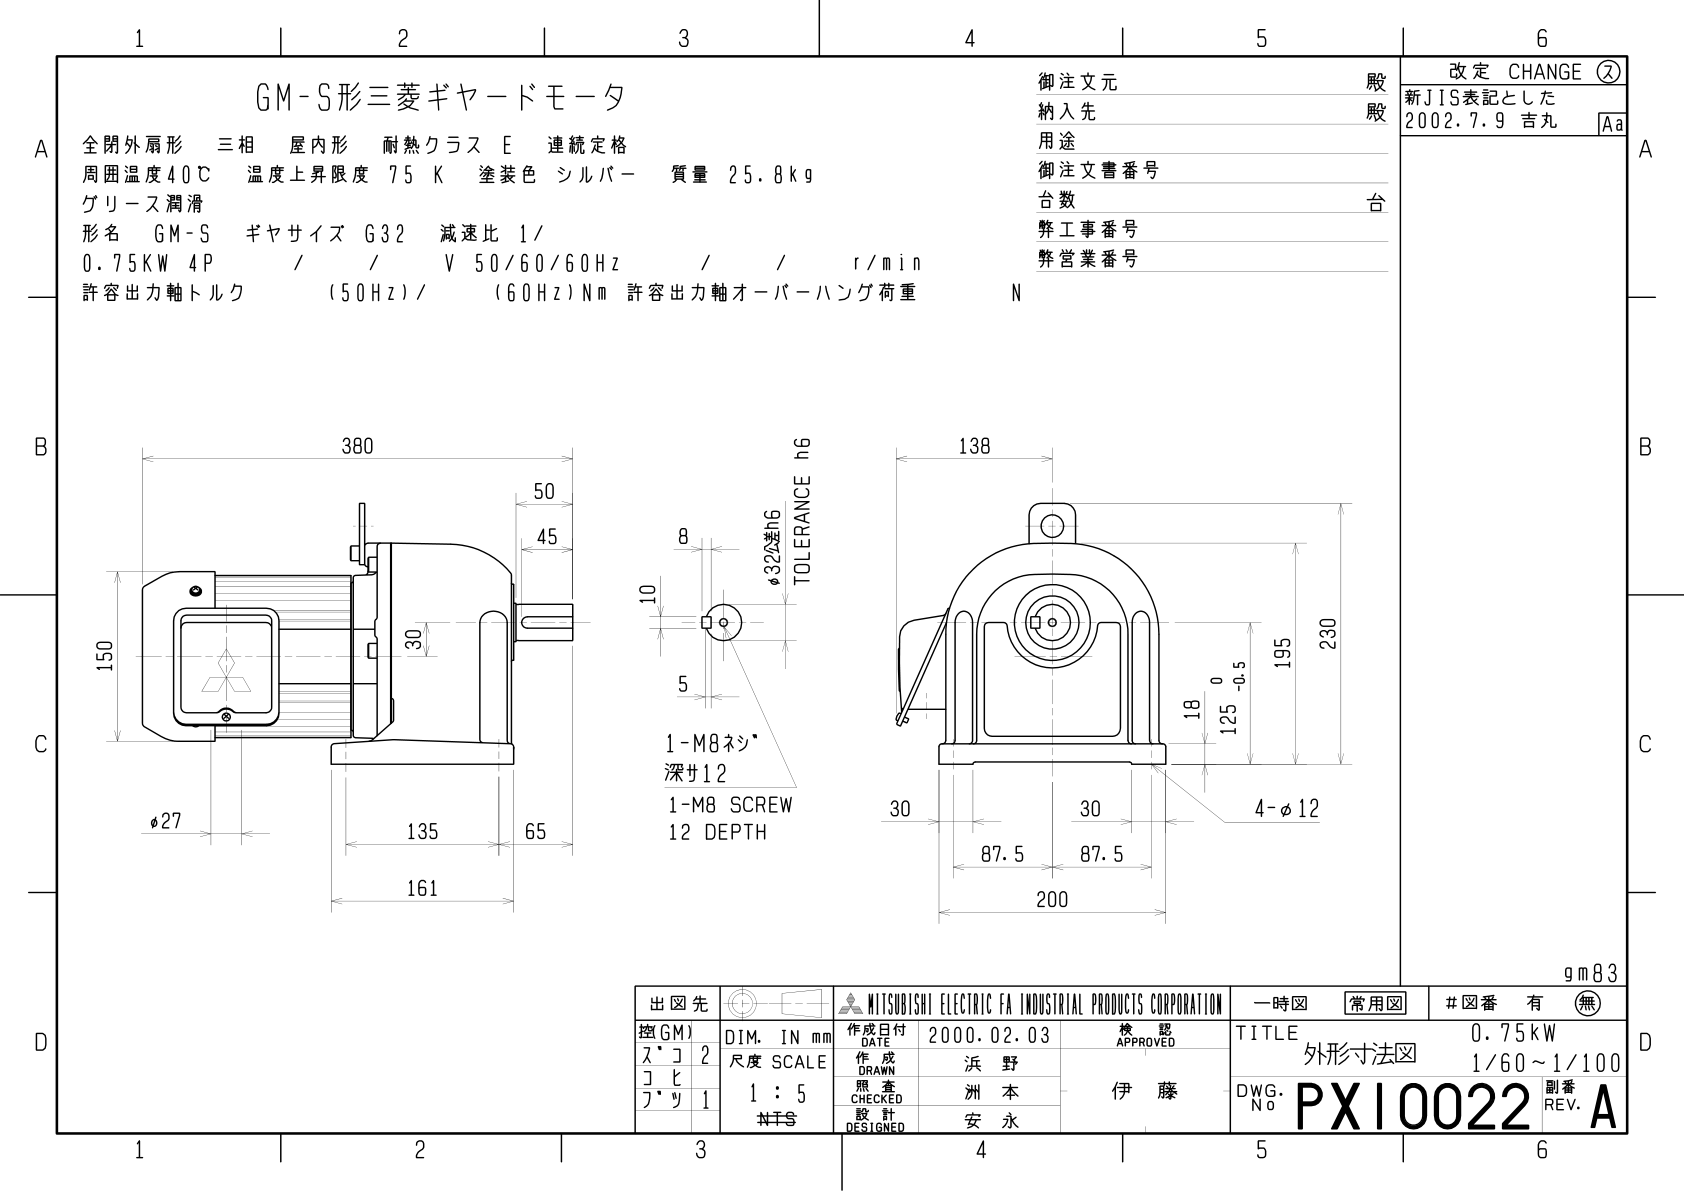 1 2 3 4 5 6
改定 CHANGE ス
新JIS表記とした
2002.7.9 吉丸 Aa
GM-S形三菱ギヤードモータ
全閉外扇形 三相 屋内形 耐熱クラス E 連続定格
周囲温度40℃ 温度上昇限度 75 K 塗装色 シルバー 質量 25.8kg
グリース潤滑
形名 GM-S ギヤサイズ G32 減速比 1/
0.75KW 4P / / V 50/60/60Hz / / r/min
許容出力軸トルク (50Hz)/ (60Hz)Nm 許容出力軸オーバーハング荷重 N
御注文元 殿
納入先 殿
用途
御注文書番号
台数 台
弊工事番号
弊営業番号
A A
B B
C C
D D
380
50
45
150
30
φ27
135
65
161
8
10
5
φ32公差h6
TOLERANCE h6
1-M8ネジ
深サ12
1-M8 SCREW
12 DEPTH
138
230
195
125 0 -0.5
18
30
30
4-φ12
87.5
87.5
200
gm83
出図先
控(GM)
ズコ 2
コヒ
ブツ 1
DIM. IN mm
尺度 SCALE
1 : 5
NTS
MITSUBISHI ELECTRIC FA INDUSTRIAL PRODUCTS CORPORATION
作成日付 DATE 2000.02.03
検認 APPROVED
作成 DRAWN 浜野
照査 CHECKED 洲本
伊藤
設計 DESIGNED 安永
一時図 常用図 #図番 有 無
TITLE 外形寸法図
0.75kW
1/60~1/100
DWG. No PX10022
副番 REV. A
1 2 3 4 5 6